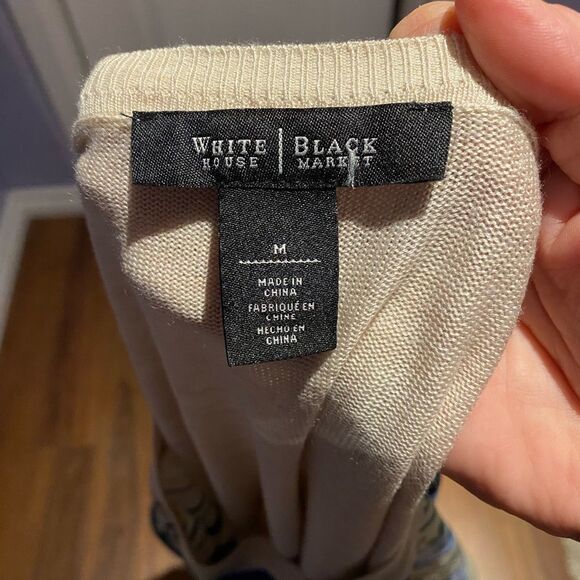 WHITE | BLACK
HOUSE MARKET
M
MADE IN
CHINA
FABRIQUÉ EN
CHINE
HECHO EN
CHINA